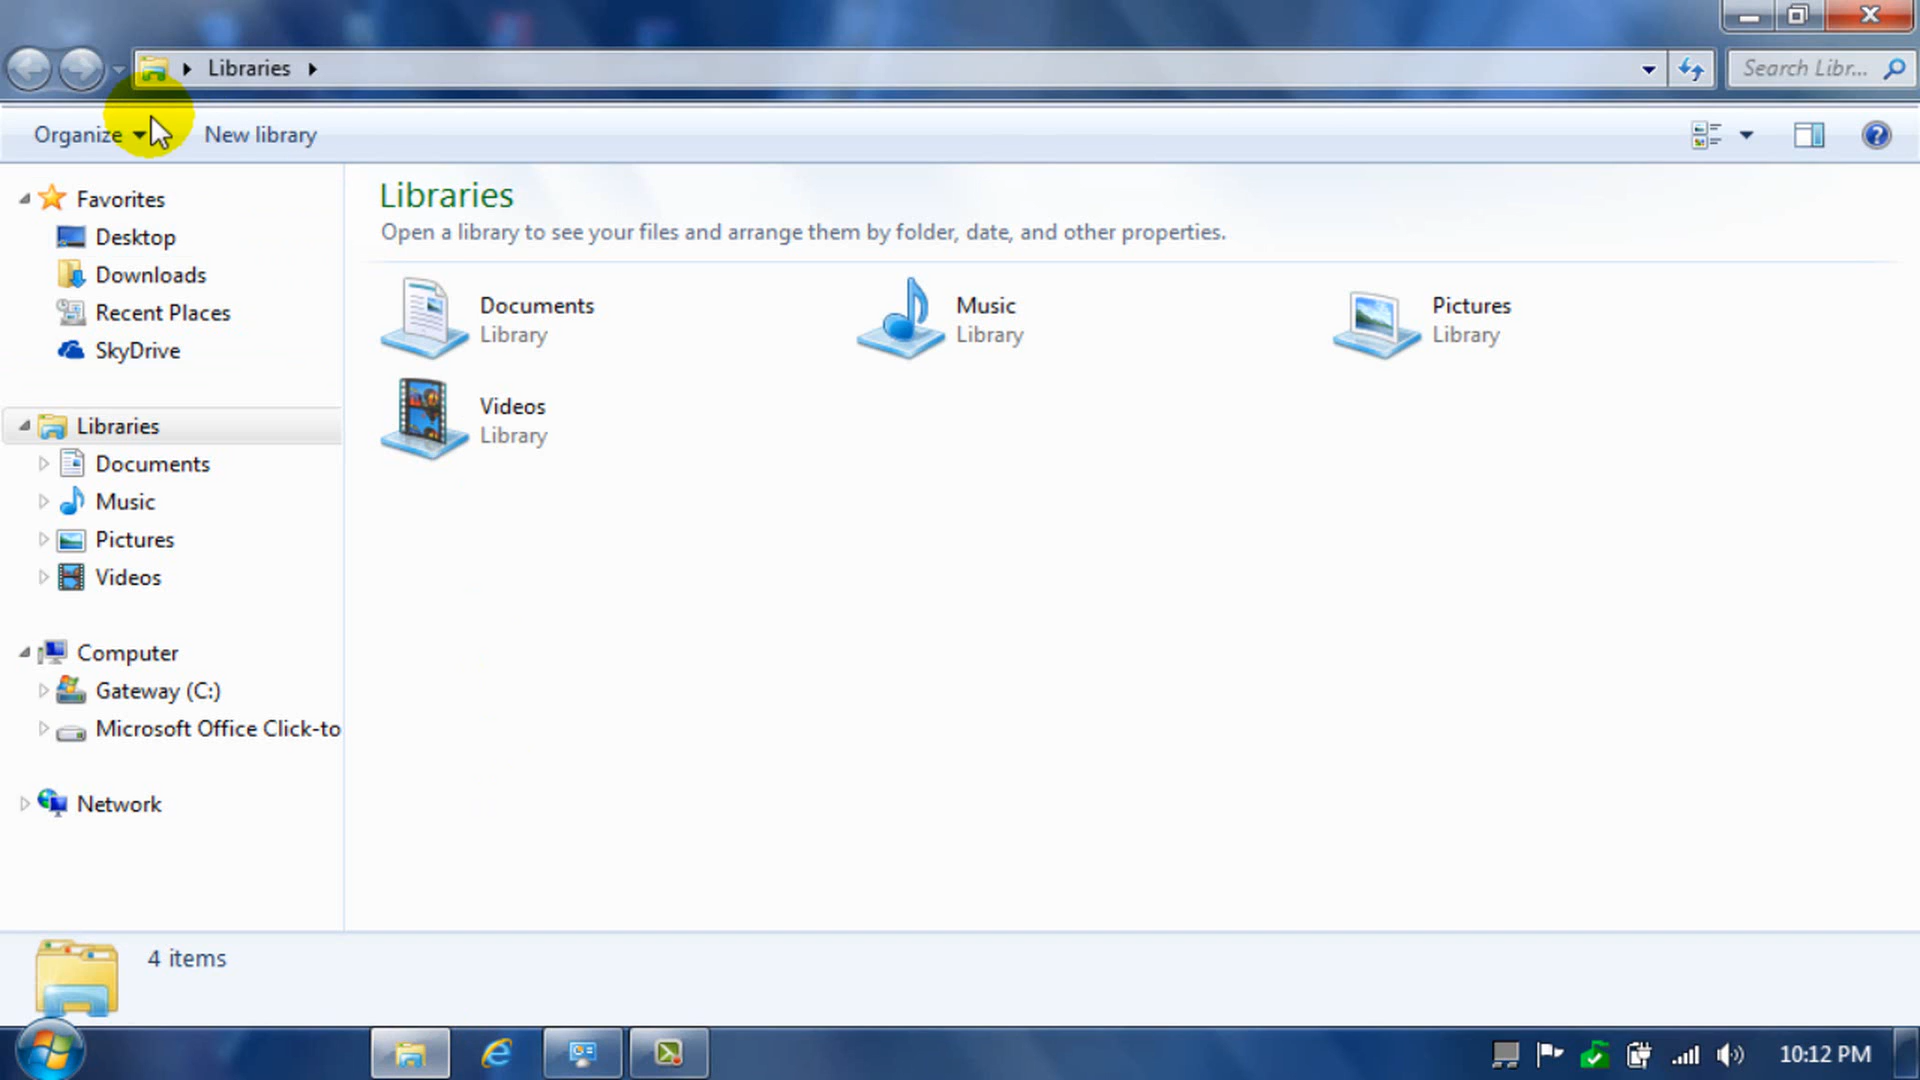 Libraries
Search Libr...
Organize
New library
Favorites
Desktop
Downloads
Recent Places
SkyDrive
Libraries
Documents
Music
Pictures
Videos
Computer
Gateway (C:)
Microsoft Office Click-to
Network
Libraries
Open a library to see your files and arrange them by folder, date, and other properties.
Documents
Library
Music
Library
Pictures
Library
Videos
Library
4 items
10:12 PM